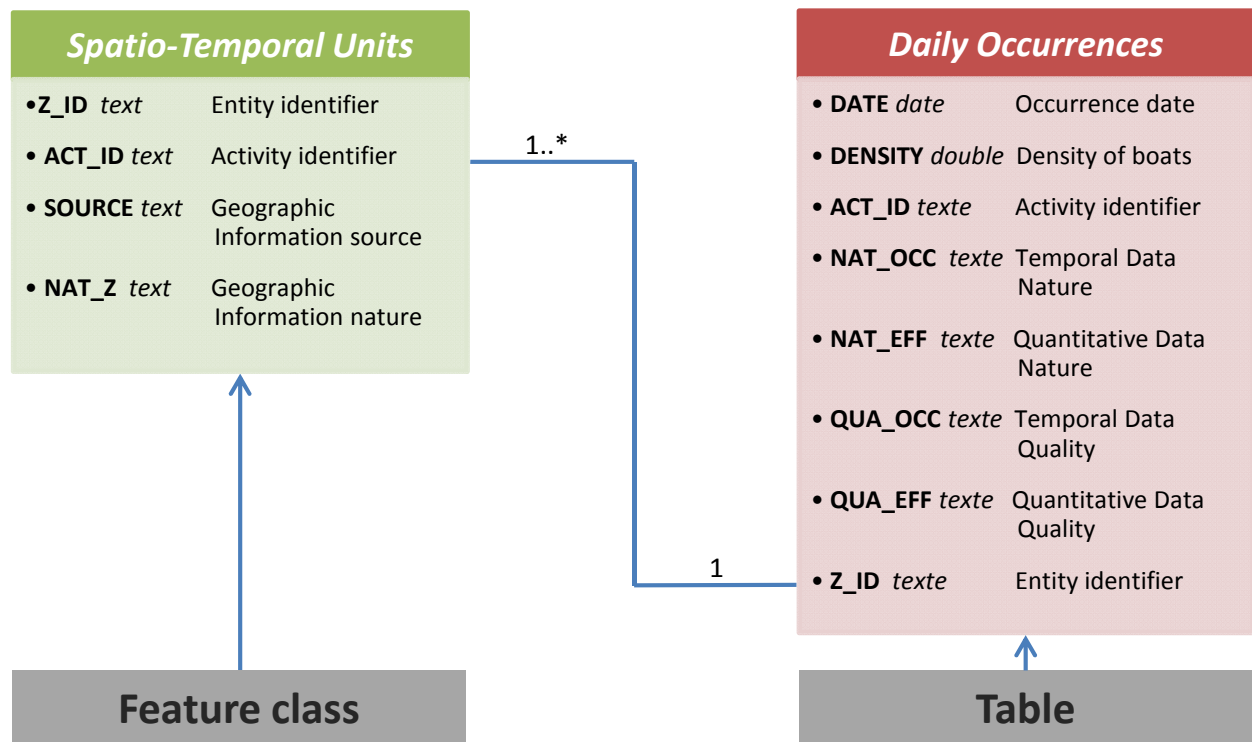 Spatio-Temporal Units
•Z_ID text Entity identifier
• ACT_ID text Activity identifier
• SOURCE text Geographic
Information source
• NAT_Z text Geographic
Information nature
1..*
1
Daily Occurrences
• DATE date Occurrence date
• DENSITY double Density of boats
• ACT_ID texte Activity identifier
• NAT_OCC texte Temporal Data
Nature
• NAT_EFF texte Quantitative Data
Nature
• QUA_OCC texte Temporal Data
Quality
• QUA_EFF texte Quantitative Data
Quality
• Z_ID texte Entity identifier
Feature class
Table